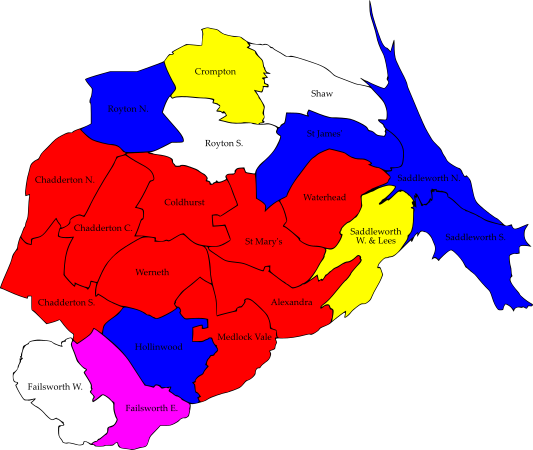 Crompton
Shaw
Royton N.
St James
Royton S.
Chadderton N.
Saddleworth N.
Coldhurst
Waterhead
Chadderton C.
Saddleworth
W. & Lees
Saddleworth S.
St Mary's
Werneth
Chadderton S.
Alexandra
Medlock Vale
Hollinwood
Failsworth W.
Failsworth E.